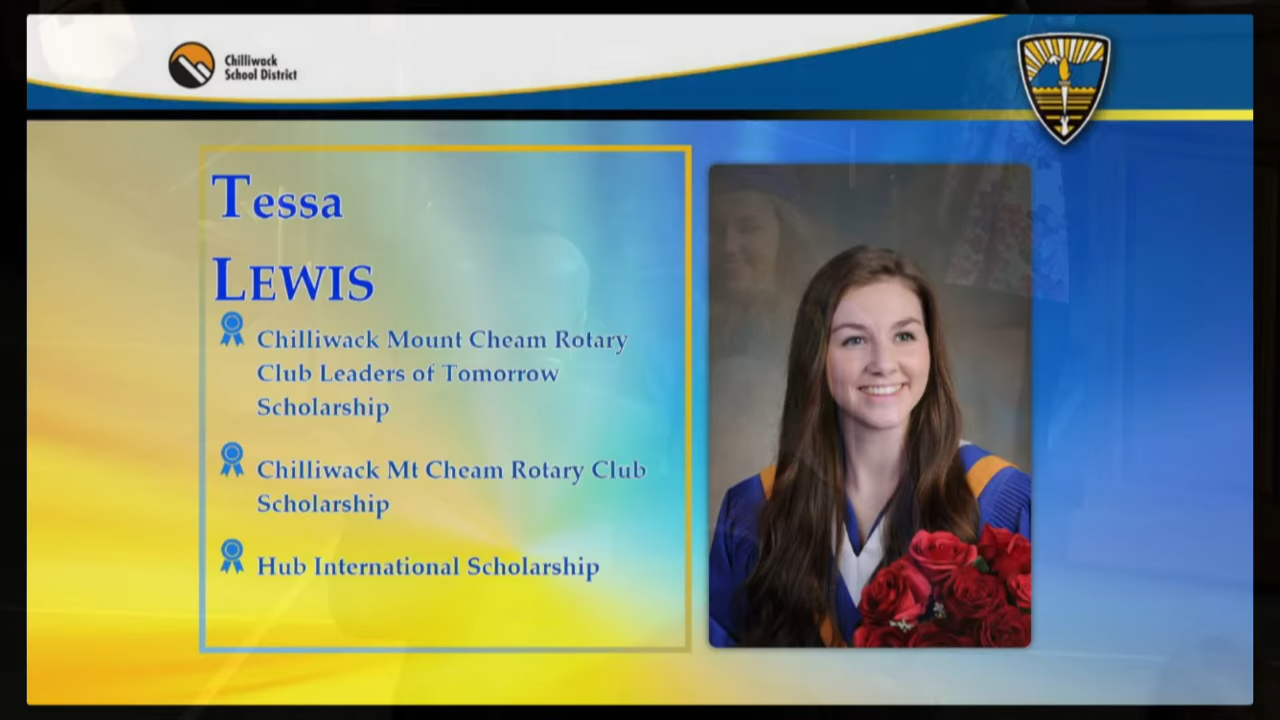 Chilliwack
School District
Tessa
LEWIS
Chilliwack Mount Cheam Rotary
Club Leaders of Tomorrow
Scholarship
Chilliwack Mt Cheam Rotary Club
Scholarship
Hub International Scholarship